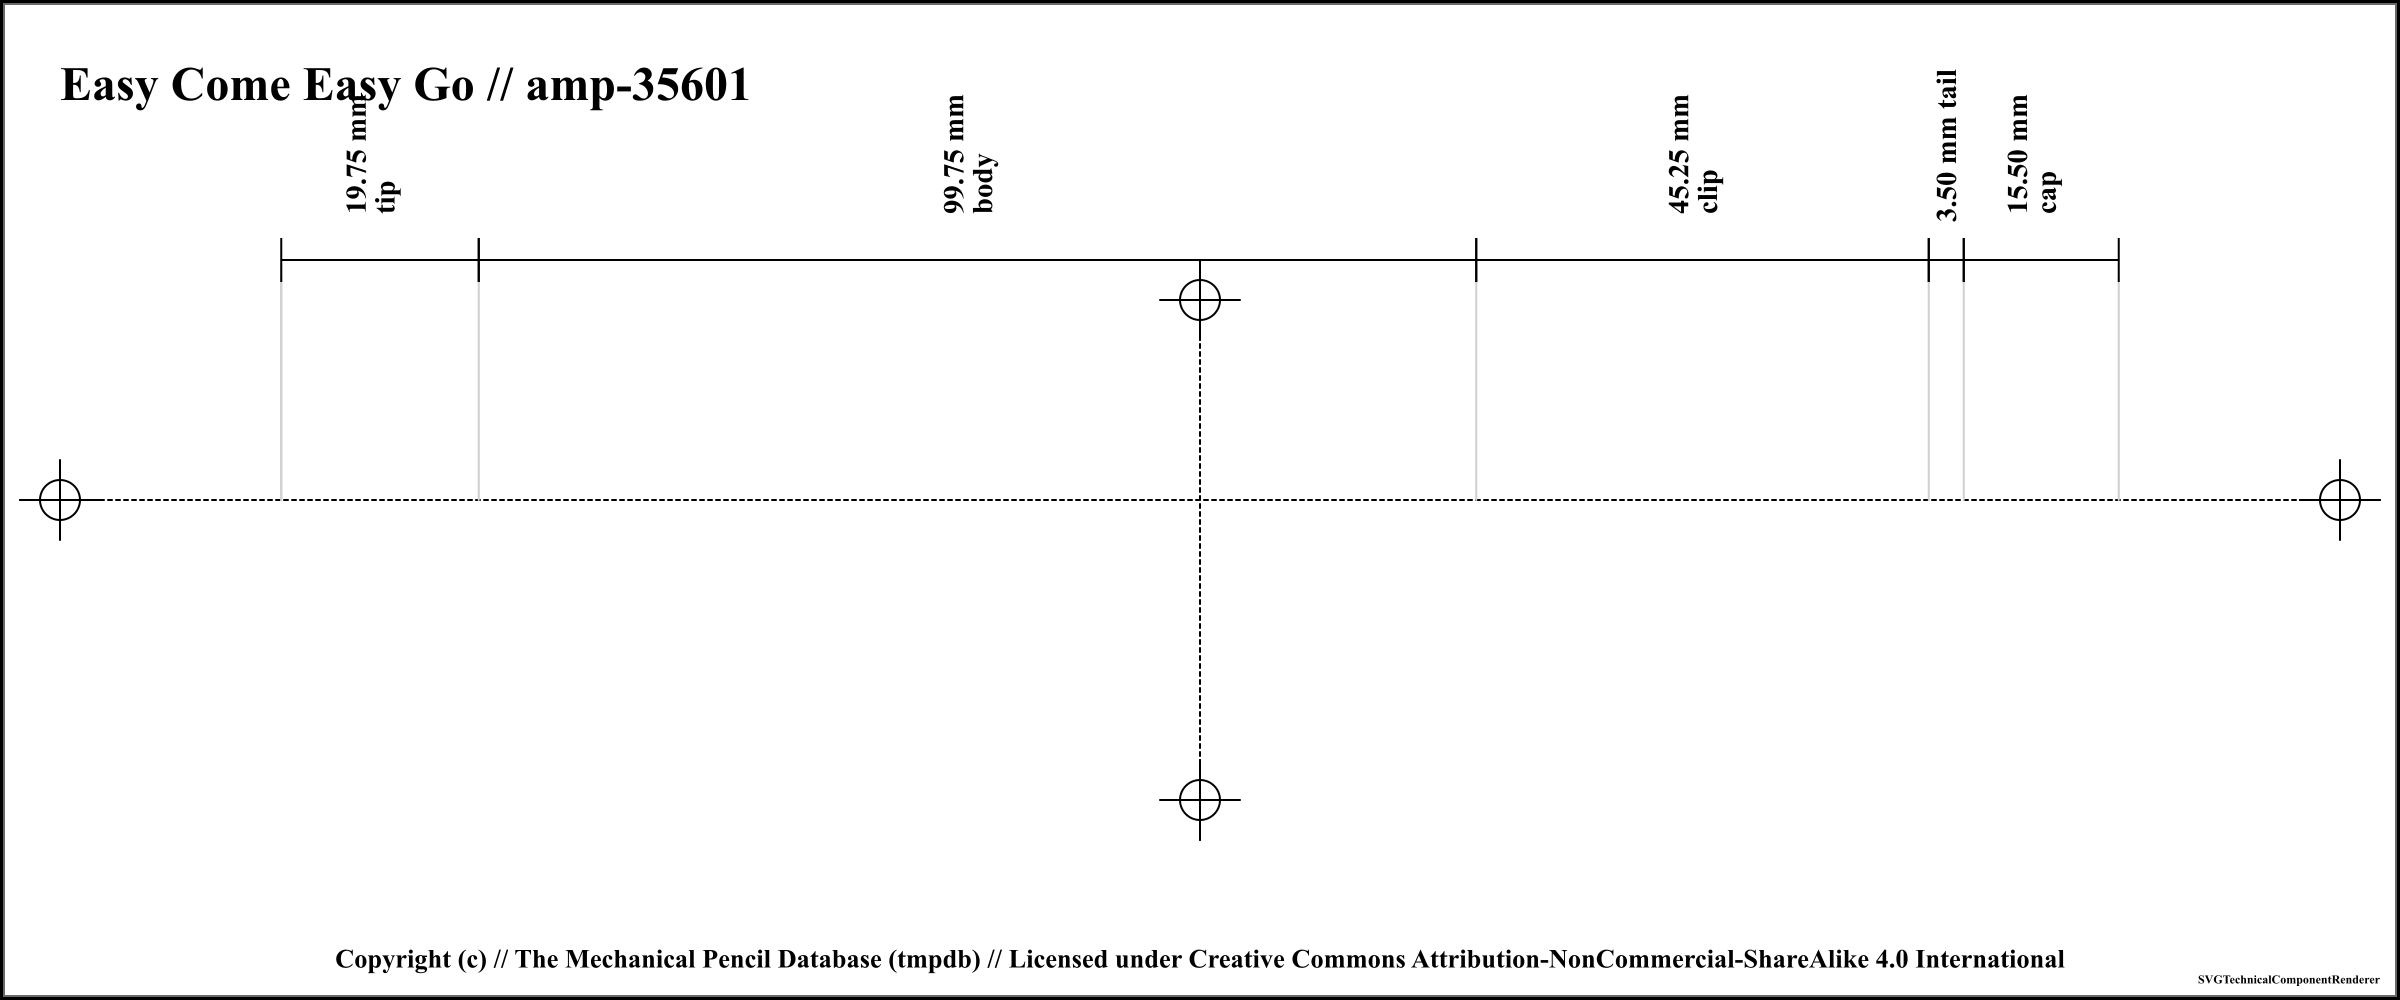 Easy Come Easy Go // amp-35601
19.75 mm
tip
99.75 mm
body
45.25 mm
clip
3.50 mm tail
15.50 mm
cap
Copyright (c) // The Mechanical Pencil Database (tmpdb) // Licensed under Creative Commons Attribution-NonCommercial-ShareAlike 4.0 International
SVGTechnicalComponentRenderer